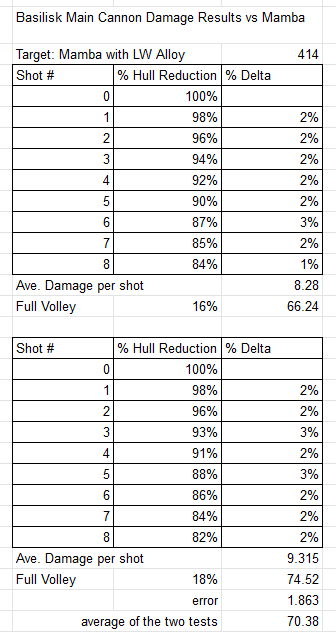 Basilisk Main Cannon Damage Results vs Mamba
Target: Mamba with LW Alloy 414
Shot # % Hull Reduction % Delta
0 100%
1 98% 2%
2 96% 2%
3 94% 2%
4 92% 2%
5 90% 2%
6 87% 3%
7 85% 2%
8 84% 1%
Ave. Damage per shot 8.28
Full Volley 16% 66.24
Shot # % Hull Reduction % Delta
0 100%
1 98% 2%
2 96% 2%
3 93% 3%
4 91% 2%
5 88% 3%
6 86% 2%
7 84% 2%
8 82% 2%
Ave. Damage per shot 9.315
Full Volley 18% 74.52
error 1.863
average of the two tests 70.38